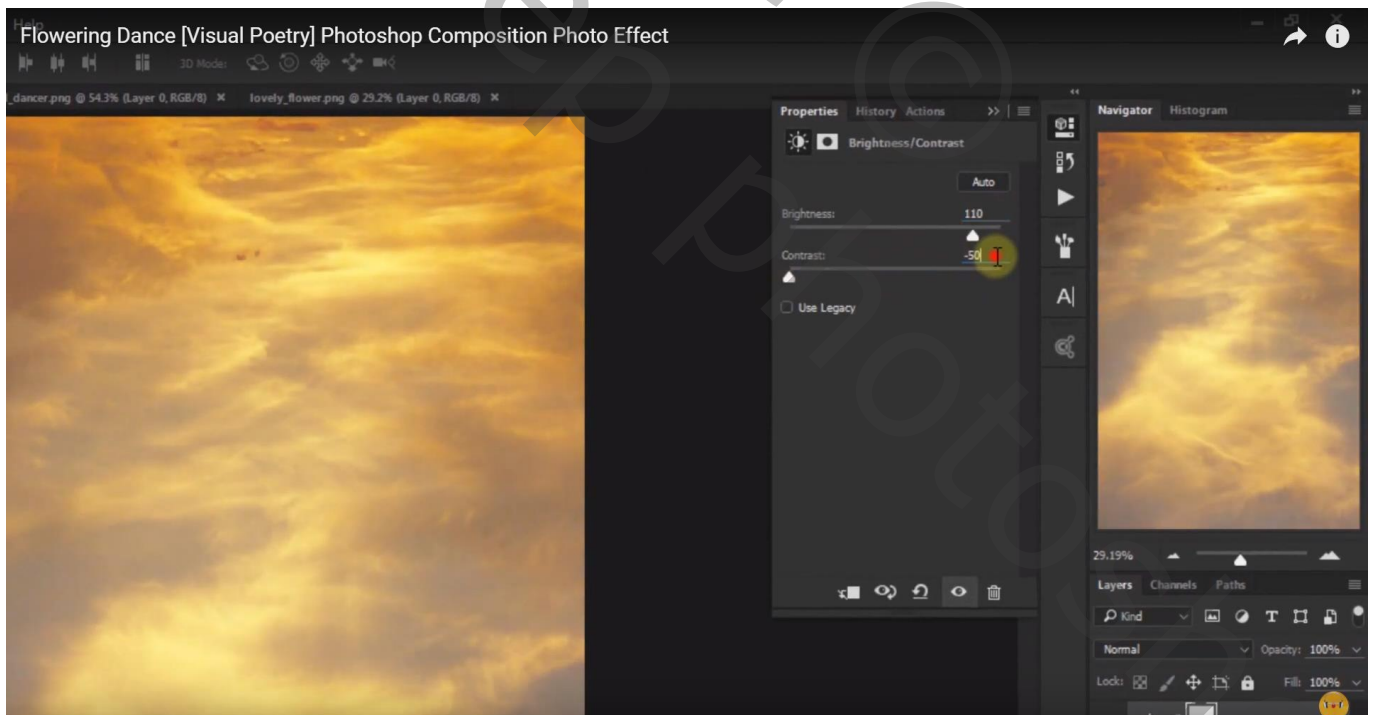 Help
Flowering Dance [Visual Poetry] Photoshop Composition Photo Effect
3D Mode:
_dancer.png @ 54.3% (Layer 0, RGB/8) ×
lovely_flower.png @ 29.2% (Layer 0, RGB/8) ×
Properties History Actions
Navigator Histogram
Brightness/Contrast
Auto
Brightness: 110
Contrast: -50
Use Legacy
29.19%
Layers Channels Paths
Kind
Normal Opacity: 100%
Lock: Fill: 100%